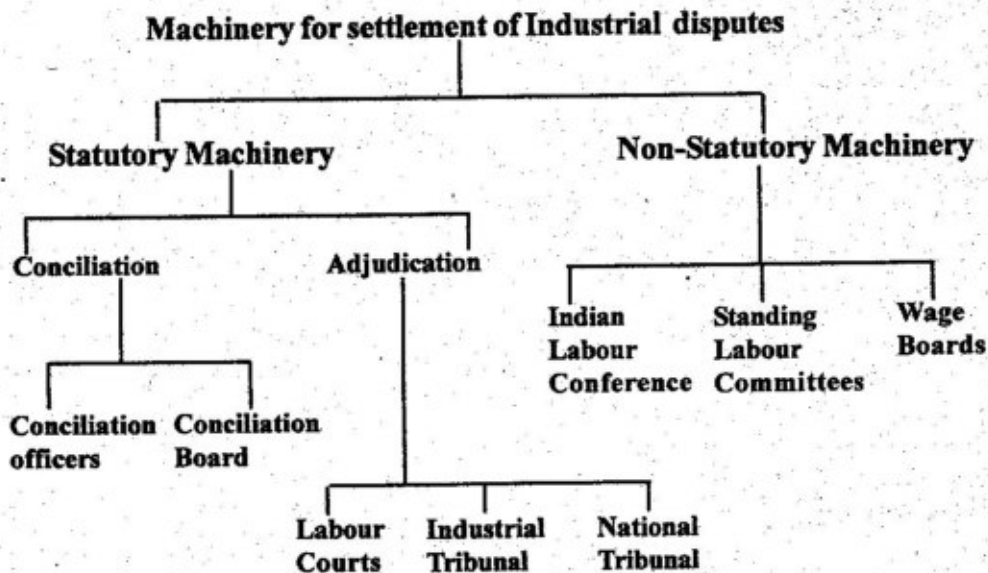 Machinery for settlement of Industrial disputes
Statutory Machinery
Non-Statutory Machinery
Conciliation
Adjudication
Indian
Labour
Conference
Standing
Labour
Committees
Wage
Boards
Conciliation
officers
Conciliation
Board
Labour
Courts
Industrial
Tribunal
National
Tribunal